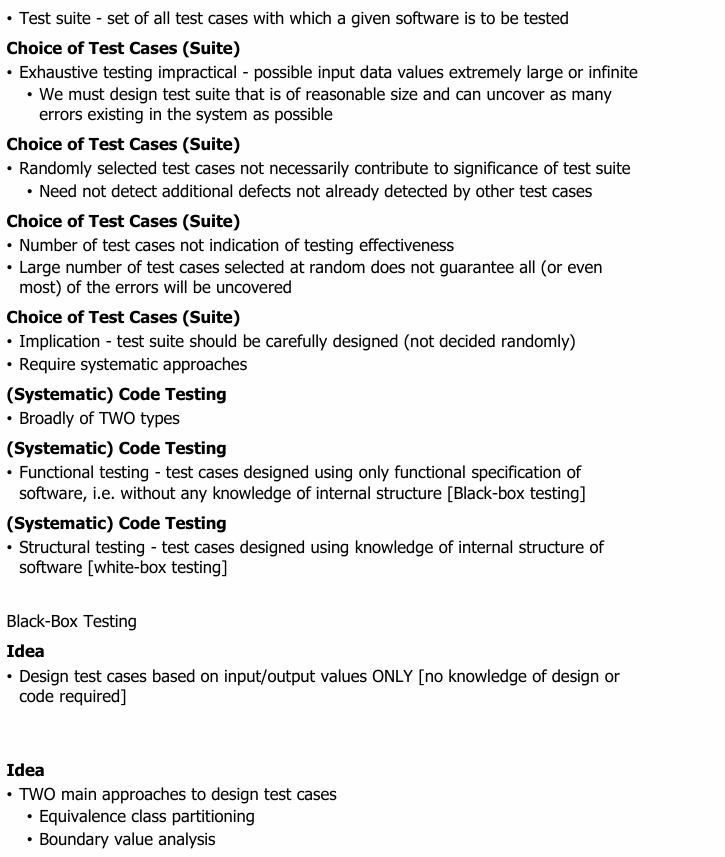 • Test suite - set of all test cases with which a given software is to be tested
Choice of Test Cases (Suite)
• Exhaustive testing impractical - possible input data values extremely large or infinite
• We must design test suite that is of reasonable size and can uncover as many
errors existing in the system as possible
Choice of Test Cases (Suite)
• Randomly selected test cases not necessarily contribute to significance of test suite
• Need not detect additional defects not already detected by other test cases
Choice of Test Cases (Suite)
• Number of test cases not indication of testing effectiveness
• Large number of test cases selected at random does not guarantee all (or even
most) of the errors will be uncovered
Choice of Test Cases (Suite)
• Implication - test suite should be carefully designed (not decided randomly)
• Require systematic approaches
(Systematic) Code Testing
• Broadly of TWO types
(Systematic) Code Testing
• Functional testing - test cases designed using only functional specification of
software, i.e. without any knowledge of internal structure [Black-box testing]
(Systematic) Code Testing
• Structural testing - test cases designed using knowledge of internal structure of
software [white-box testing]
Black-Box Testing
Idea
• Design test cases based on input/output values ONLY [no knowledge of design or
code required]
Idea
• TWO main approaches to design test cases
• Equivalence class partitioning
• Boundary value analysis